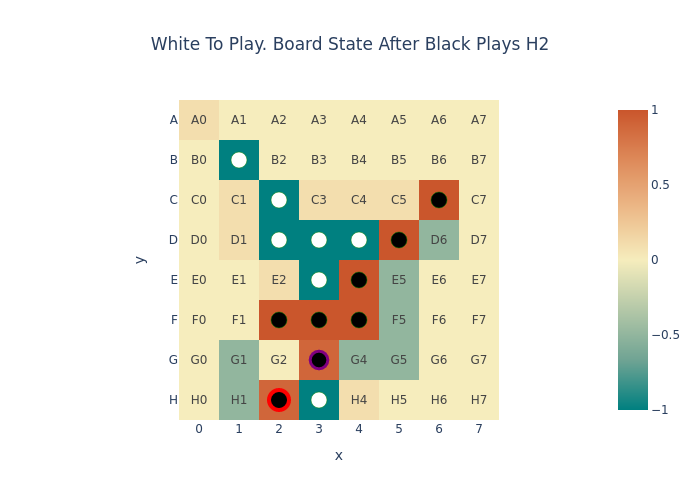 White To Play. Board State After Black Plays H2
A A0 A1 A2 A3 A4 A5 A6 A7 1
B B0 B2 B3 B4 B5 B6 B7
C C0 C1 C3 C4 C5 C7 0.5
D D0 D1 D6 D7
y 0
E E0 E1 E2 E5 E6 E7
F F0 F1 F5 F6 F7 −0.5
G G0 G1 G2 G4 G5 G6 G7
H H0 H1 H4 H5 H6 H7 −1
0 1 2 3 4 5 6 7
x